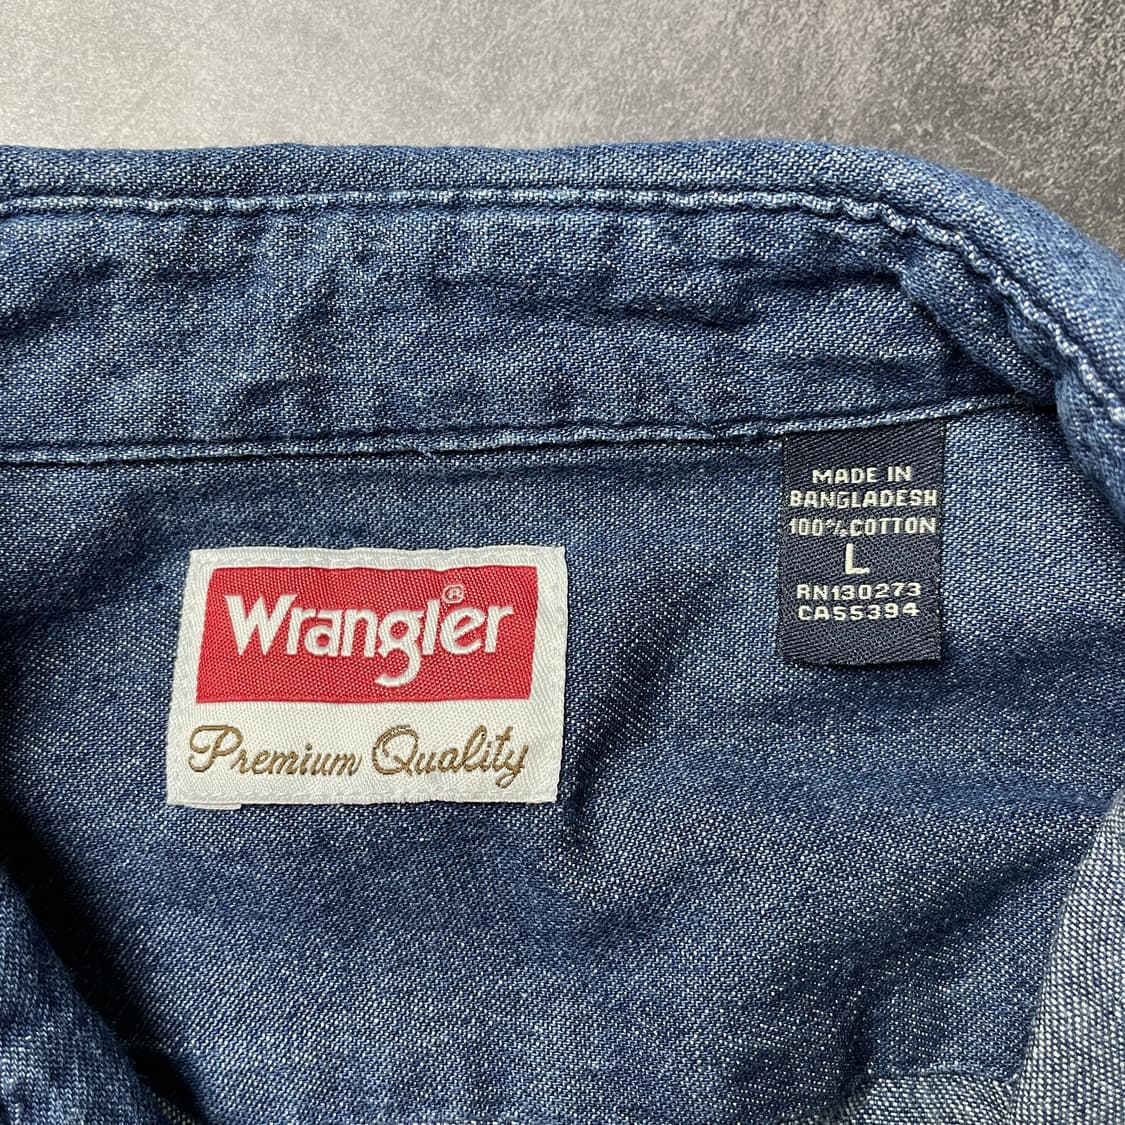 Wrangler®
Premium Quality
MADE IN
BANGLADESH
100% COTTON
L
RN130273
CA55394